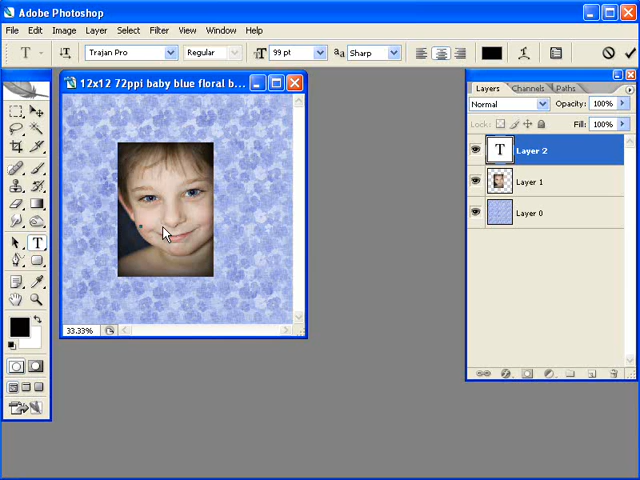 Adobe Photoshop
File Edit Image Layer Select Filter View Window Help
T T Trajan Pro Regular T 99 pt aa Sharp
12x12 72ppi baby blue floral b...
33.33%
Layers Channels Paths
Normal Opacity: 100%
Lock: Fill: 100%
T Layer 2
Layer 1
Layer 0